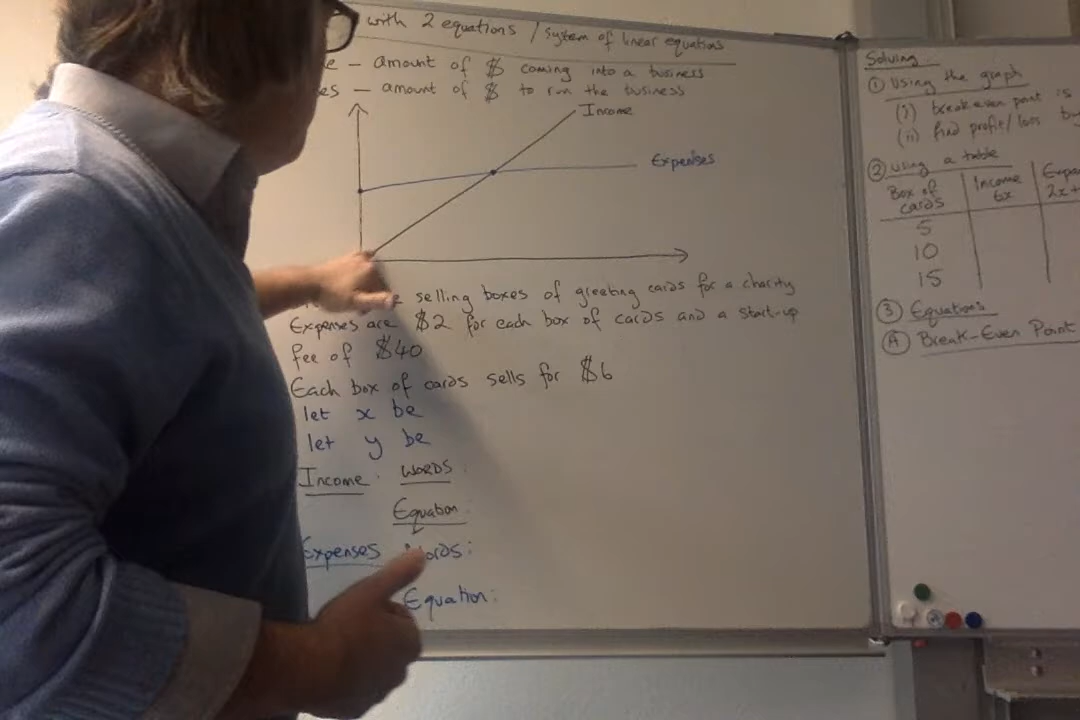 with 2 equations / system of linear equations
— amount of $ coming into a business
— amount of $ to run the business
Income
Expenses
selling boxes of greeting cards for a charity
Expenses are $2 for each box of cards and a start-up
fee of $40
Each box of cards sells for $6
let x be
let y be
Income: words:
Equation:
Expenses words:
Equation:
Solving
① Using the graph
(i) break even point is
(ii) find profit/loss
② Using a table
Box of cards
Income 6x
2x+
5
10
15
③ Equations
Ⓐ Break-Even Point